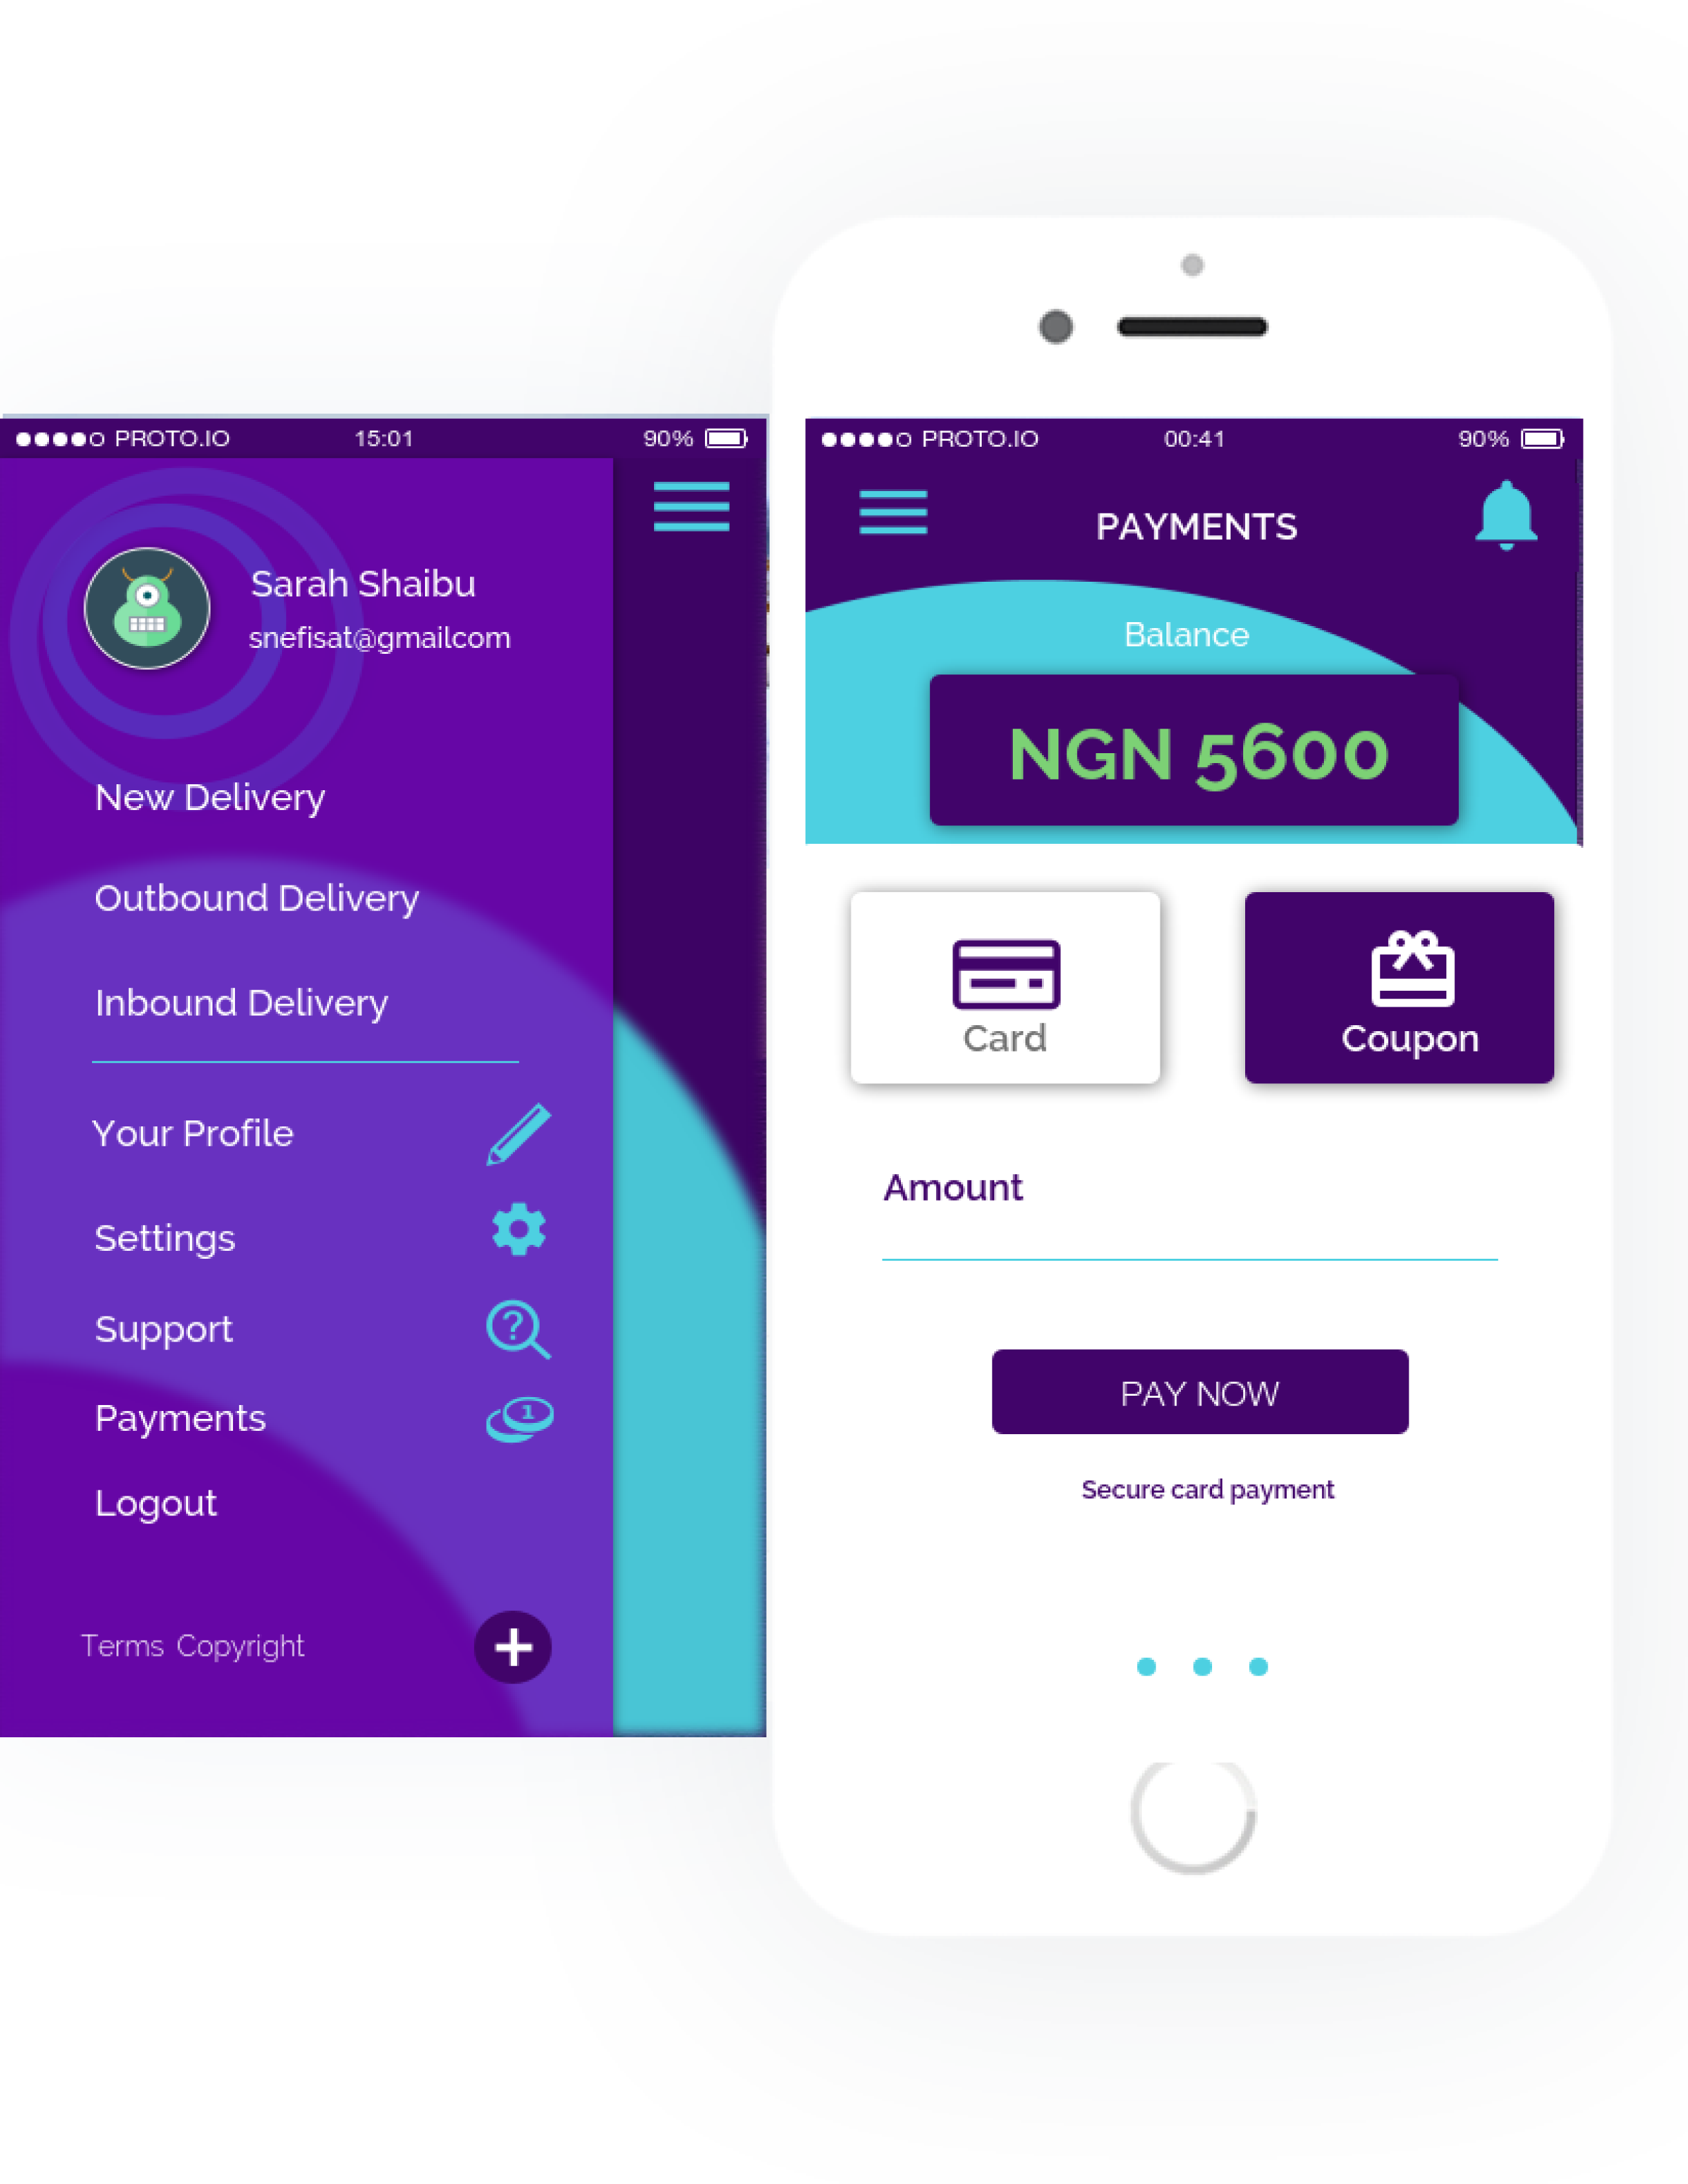 PROTO.IO 15:01 90%
Sarah Shaibu
snefisat@gmailcom
New Delivery
Outbound Delivery
Inbound Delivery
Your Profile
Settings
?
Support
Payments
1
Logout
Terms Copyright
PROTO.IO 00:41 90%
PAYMENTS
Balance
NGN 5600
Card
Coupon
Amount
PAY NOW
Secure card payment